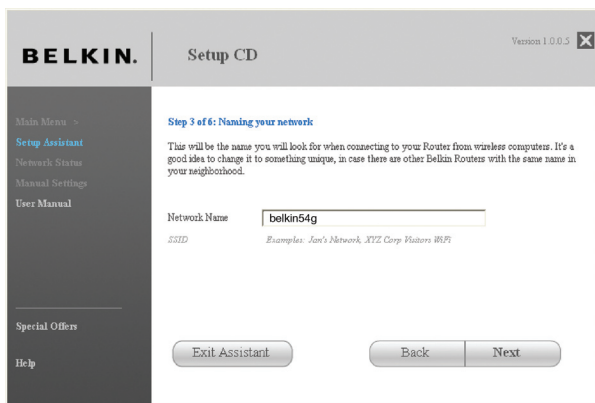 BELKIN.
Setup CD
Version 1.0.0.5
Main Menu >
Setup Assistant
Network Status
Manual Settings
User Manual
Special Offers
Help
Step 3 of 6: Naming your network
This will be the name you will look for when connecting to your Router from wireless computers. It's a
good idea to change it to something unique, in case there are other Belkin Routers with the same name in
your neighborhood.
Network Name
belkin54g
SSID
Examples: Jan's Network, XYZ Corp Visitors WiFi
Exit Assistant
Back
Next